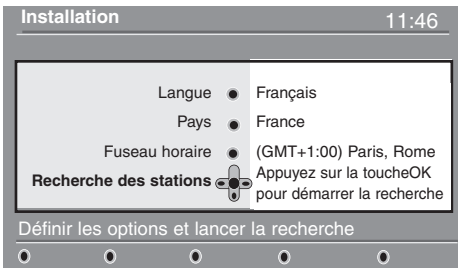 Installation 11:46
Langue Français
Pays France
Fuseau horaire (GMT+1:00) Paris, Rome
Recherche des stations Appuyez sur la toucheOK
pour démarrer la recherche
Définir les options et lancer la recherche